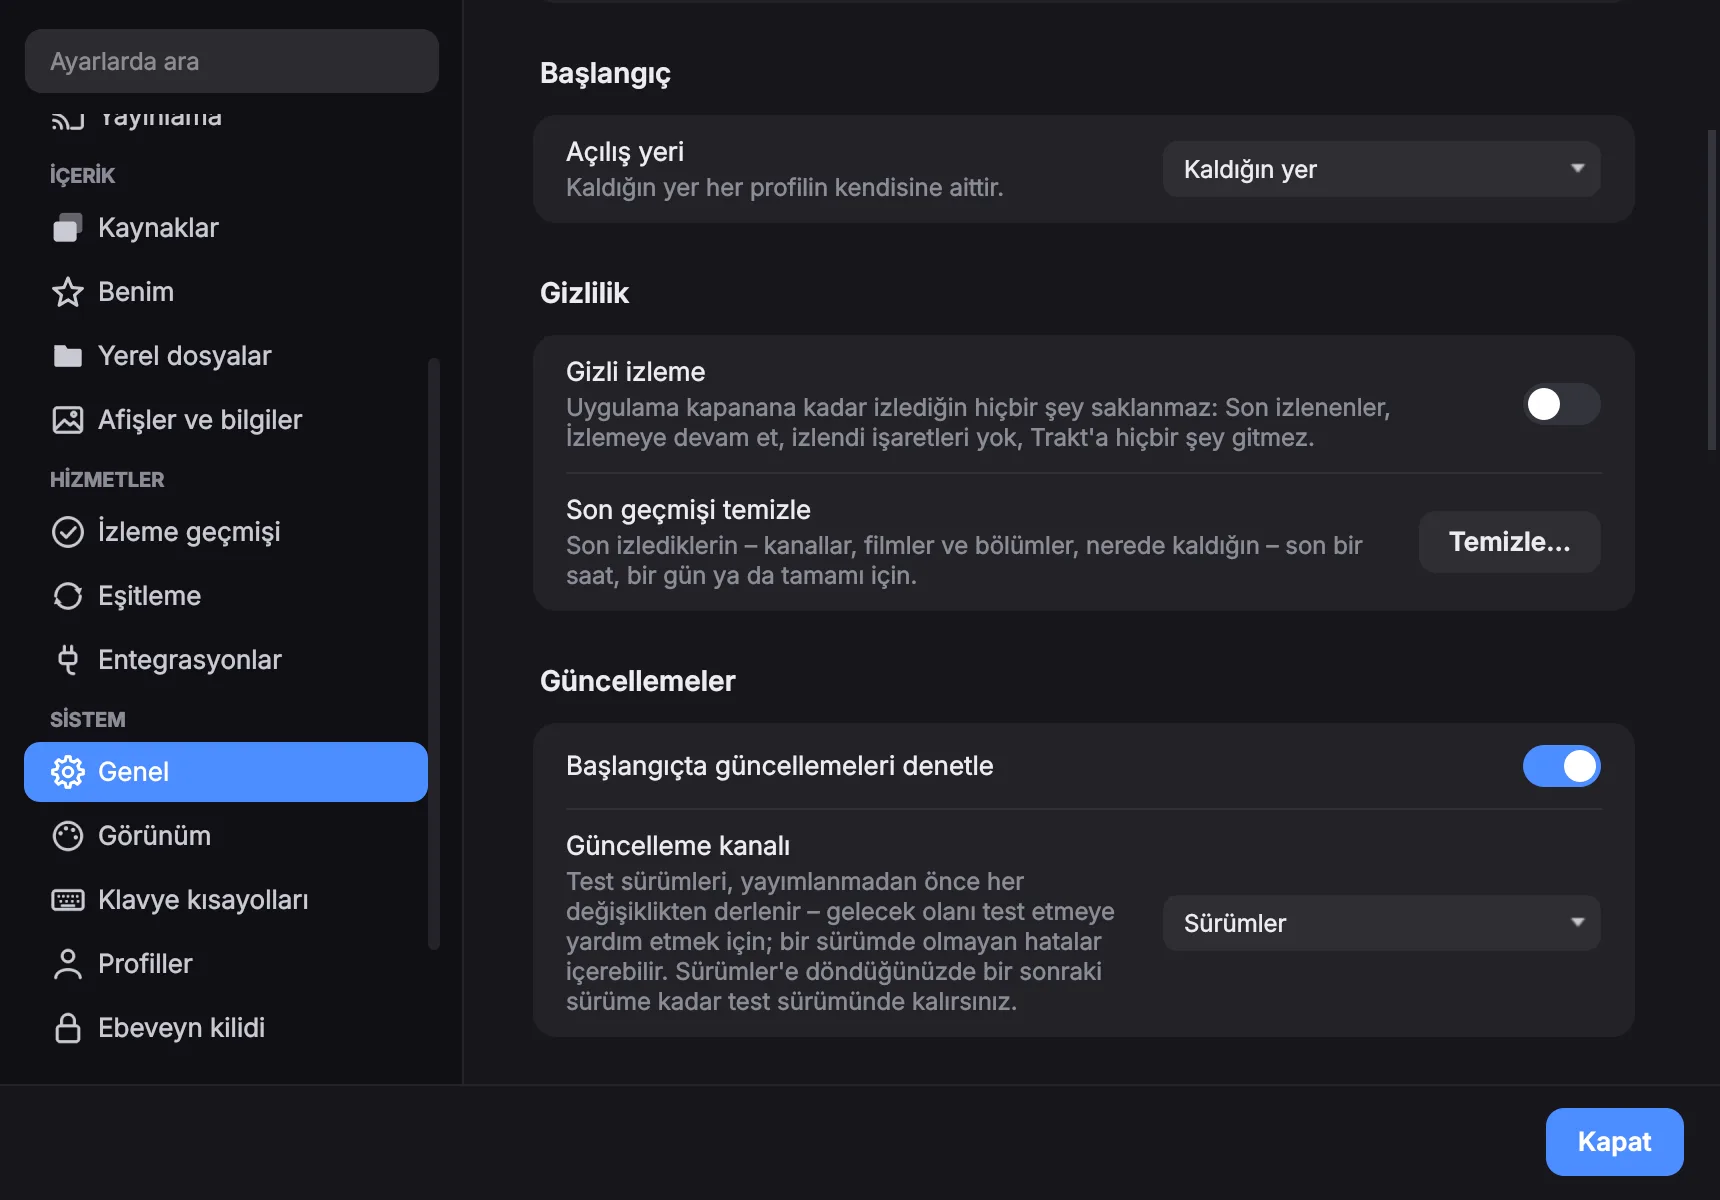 Ayarlarda ara
Yayınlama
İÇERİK
Kaynaklar
Benim
Yerel dosyalar
Afişler ve bilgiler
HİZMETLER
İzleme geçmişi
Eşitleme
Entegrasyonlar
SİSTEM
Genel
Görünüm
Klavye kısayolları
Profiller
Ebeveyn kilidi
Başlangıç
Açılış yeri
Kaldığın yer her profilin kendisine aittir.
Kaldığın yer
Gizlilik
Gizli izleme
Uygulama kapanana kadar izlediğin hiçbir şey saklanmaz: Son izlenenler,
İzlemeye devam et, izlendi işaretleri yok, Trakt'a hiçbir şey gitmez.
Son geçmişi temizle
Son izlediklerin – kanallar, filmler ve bölümler, nerede kaldığın – son bir
saat, bir gün ya da tamamı için.
Temizle...
Güncellemeler
Başlangıçta güncellemeleri denetle
Güncelleme kanalı
Test sürümleri, yayımlanmadan önce her
değişiklikten derlenir – gelecek olanı test etmeye
yardım etmek için; bir sürümde olmayan hatalar
içerebilir. Sürümler'e döndüğünüzde bir sonraki
sürüme kadar test sürümünde kalırsınız.
Sürümler
Kapat